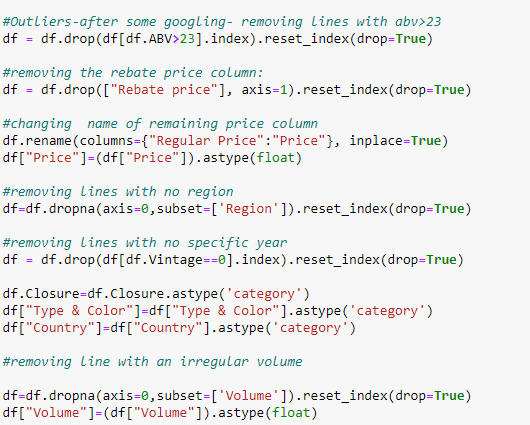 #Outliers-after some googling- removing lines with abv>23
df = df.drop(df[df.ABV>23].index).reset_index(drop=True)
#removing the rebate price column:
df = df.drop(["Rebate price"], axis=1).reset_index(drop=True)
#changing  name of remaining price column
df.rename(columns={"Regular Price":"Price"}, inplace=True)
df["Price"]=(df["Price"]).astype(float)
#removing lines with no region
df=df.dropna(axis=0,subset=['Region']).reset_index(drop=True)
#removing lines with no specific year
df = df.drop(df[df.Vintage==0].index).reset_index(drop=True)
df.Closure=df.Closure.astype('category')
df["Type & Color"]=df["Type & Color"].astype('category')
df["Country"]=df["Country"].astype('category')
#removing line with an irregular volume
df=df.dropna(axis=0,subset=['Volume']).reset_index(drop=True)
df["Volume"]=(df["Volume"]).astype(float)